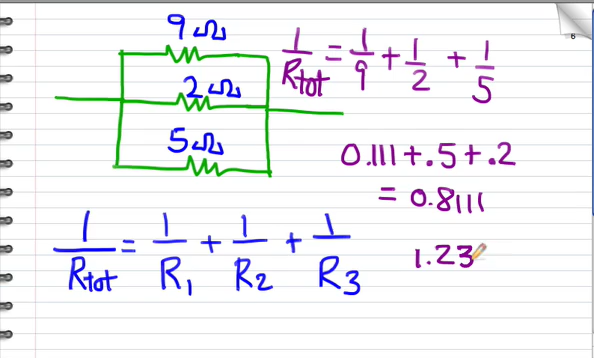 9Ω
2Ω
5Ω
1/Rtot = 1/9 + 1/2 + 1/5
0.111+.5+.2
= 0.8111
1.23
1/Rtot = 1/R1 + 1/R2 + 1/R3
6